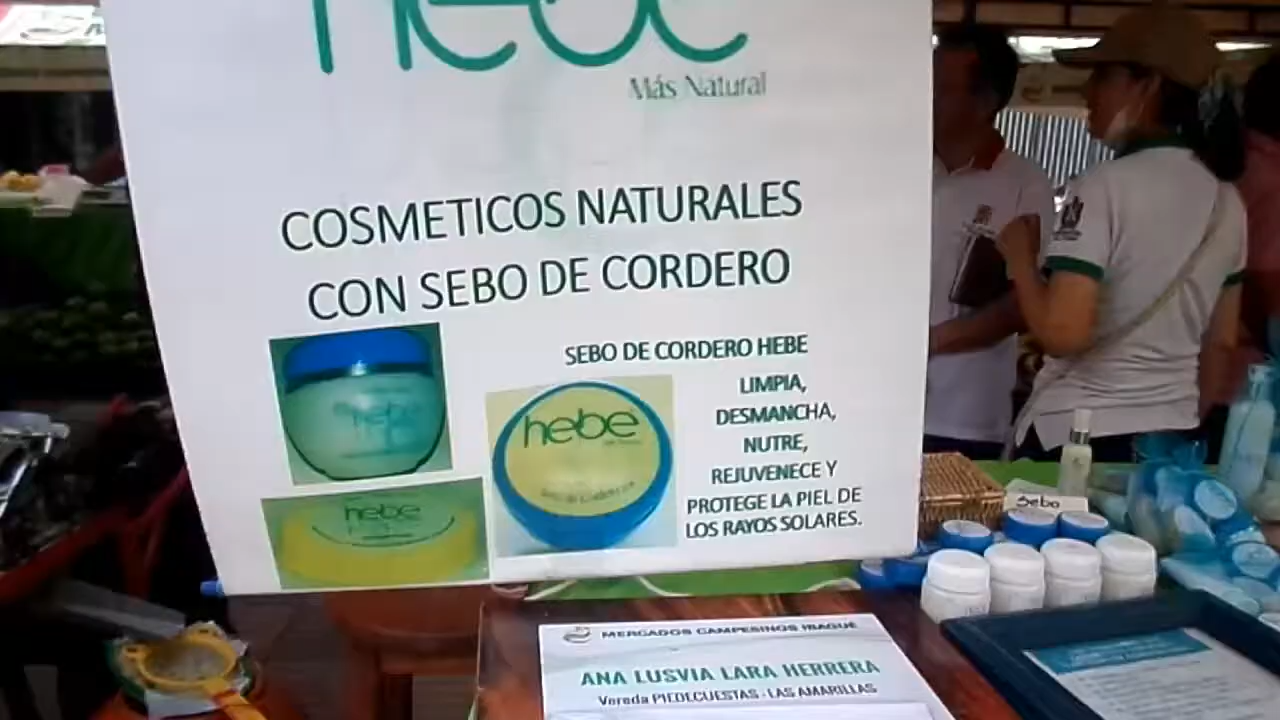 hebe
Más Natural
COSMETICOS NATURALES
CON SEBO DE CORDERO
SEBO DE CORDERO HEBE
LIMPIA,
DESMANCHA,
NUTRE,
REJUVENECE Y
PROTEGE LA PIEL DE
LOS RAYOS SOLARES.
hebe
hebe
hebe
Sebo
MERCADOS CAMPESINOS IBAGUÉ
ANA LUSVIA LARA HERRERA
Vereda PIEDECUESTAS - LAS AMARILLAS